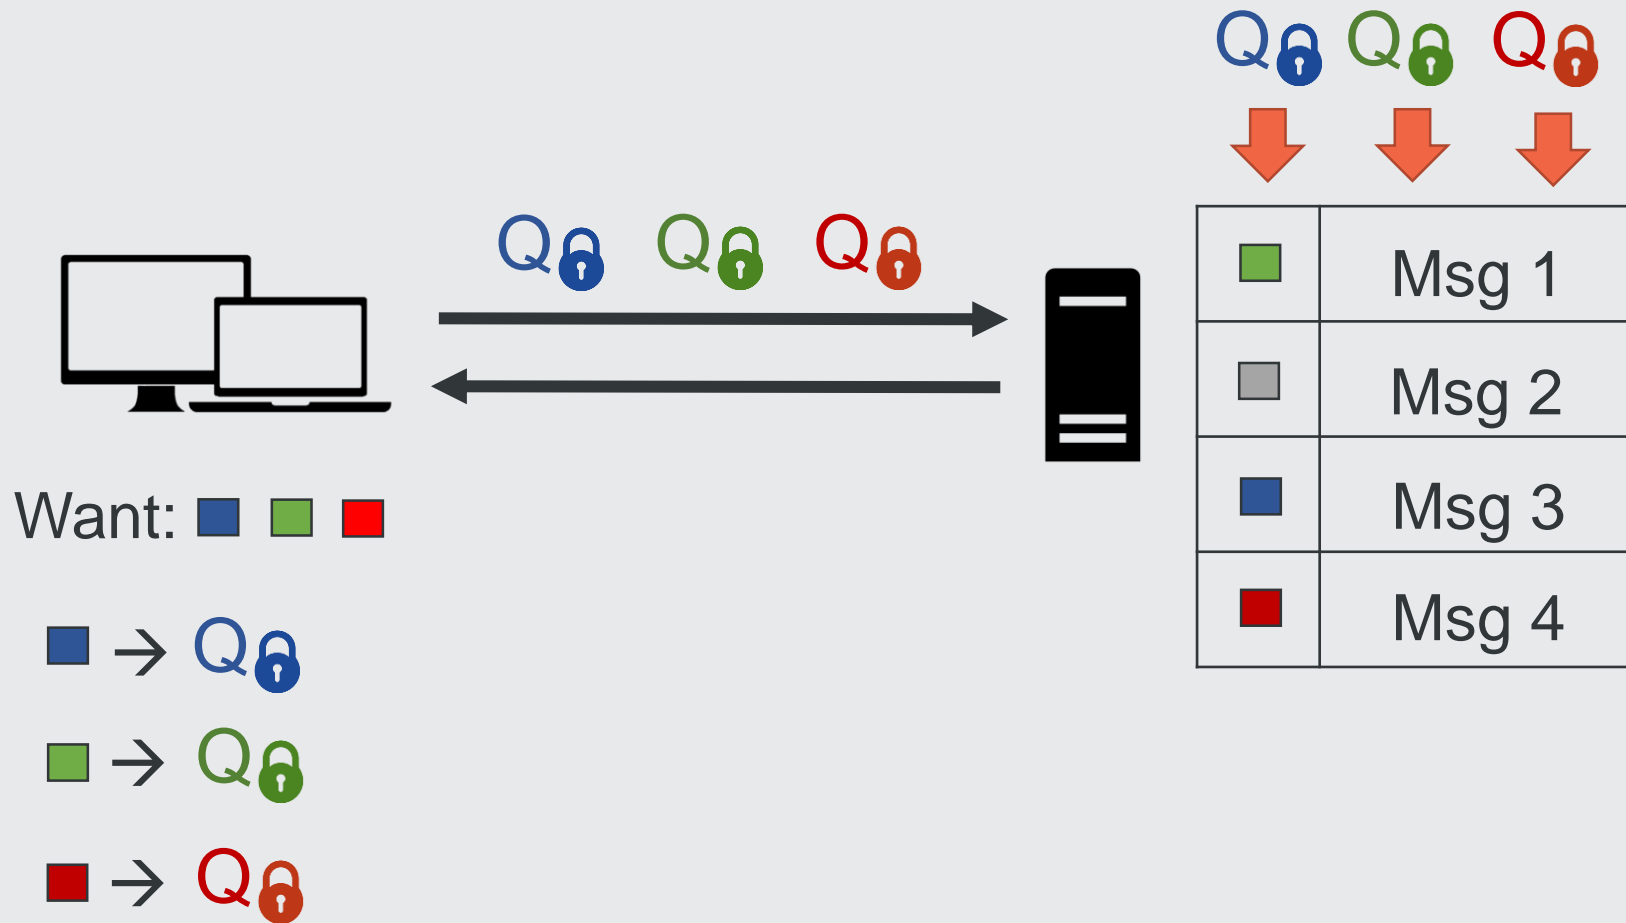 Q Q Q
Q Q Q
Msg 1
Msg 2
Msg 3
Msg 4
Want:
Q
Q
Q